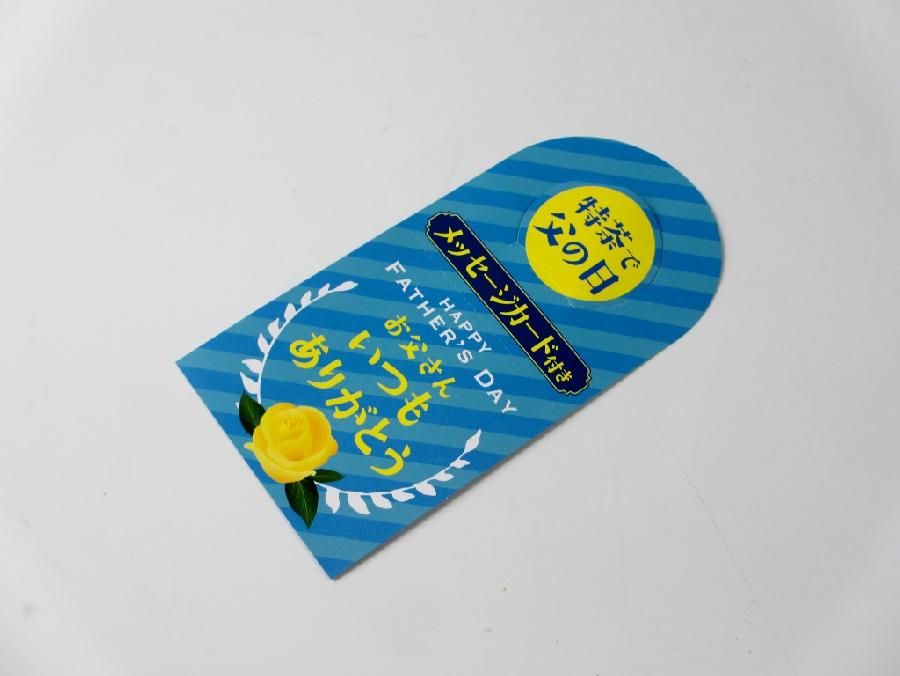 特茶で
父の日
メッセージカード付き
HAPPY
FATHER'S DAY
お父さん
いつも
ありがとう